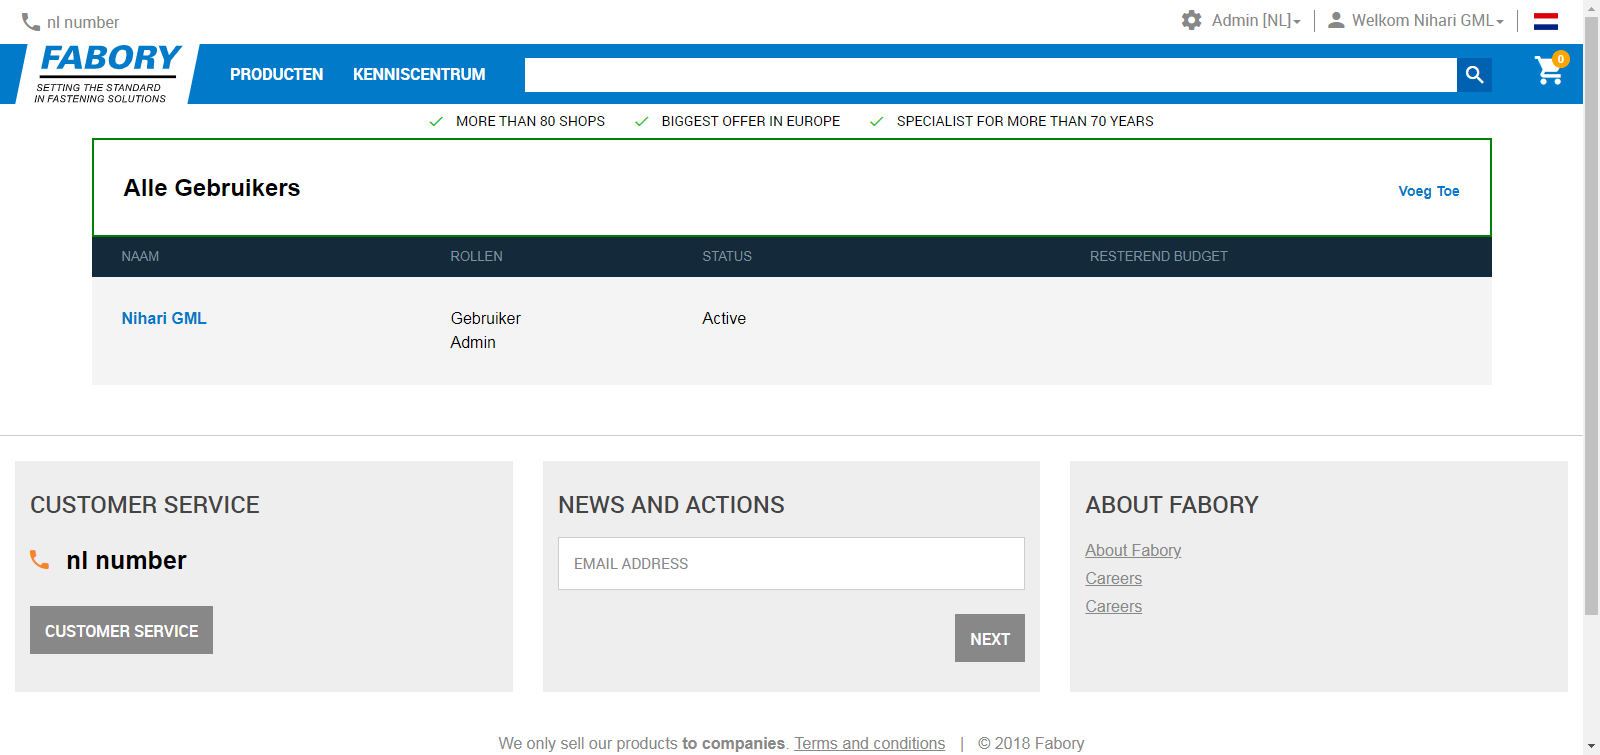 nl number
Admin [NL]
Welkom Nihari GML
FABORY
SETTING THE STANDARD
IN FASTENING SOLUTIONS
PRODUCTEN
KENNISCENTRUM
0
MORE THAN 80 SHOPS
BIGGEST OFFER IN EUROPE
SPECIALIST FOR MORE THAN 70 YEARS
Alle Gebruikers
Voeg Toe
NAAM ROLLEN STATUS RESTEREND BUDGET
Nihari GML Gebruiker Active
Admin
CUSTOMER SERVICE
nl number
CUSTOMER SERVICE
NEWS AND ACTIONS
EMAIL ADDRESS
NEXT
ABOUT FABORY
About Fabory
Careers
Careers
We only sell our products to companies. Terms and conditions | © 2018 Fabory